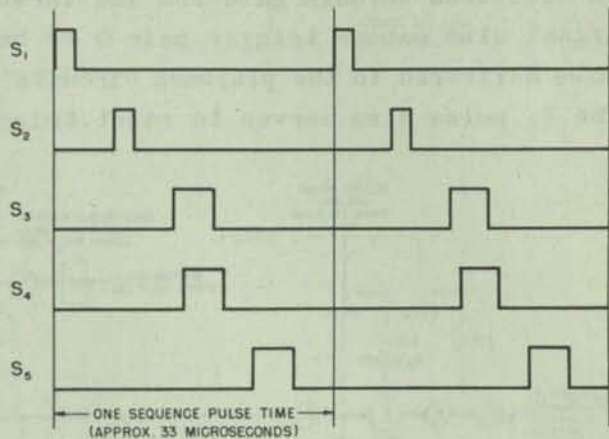 S1
S2
S3
S4
S5
ONE SEQUENCE PULSE TIME
(APPROX. 33 MICROSECONDS)